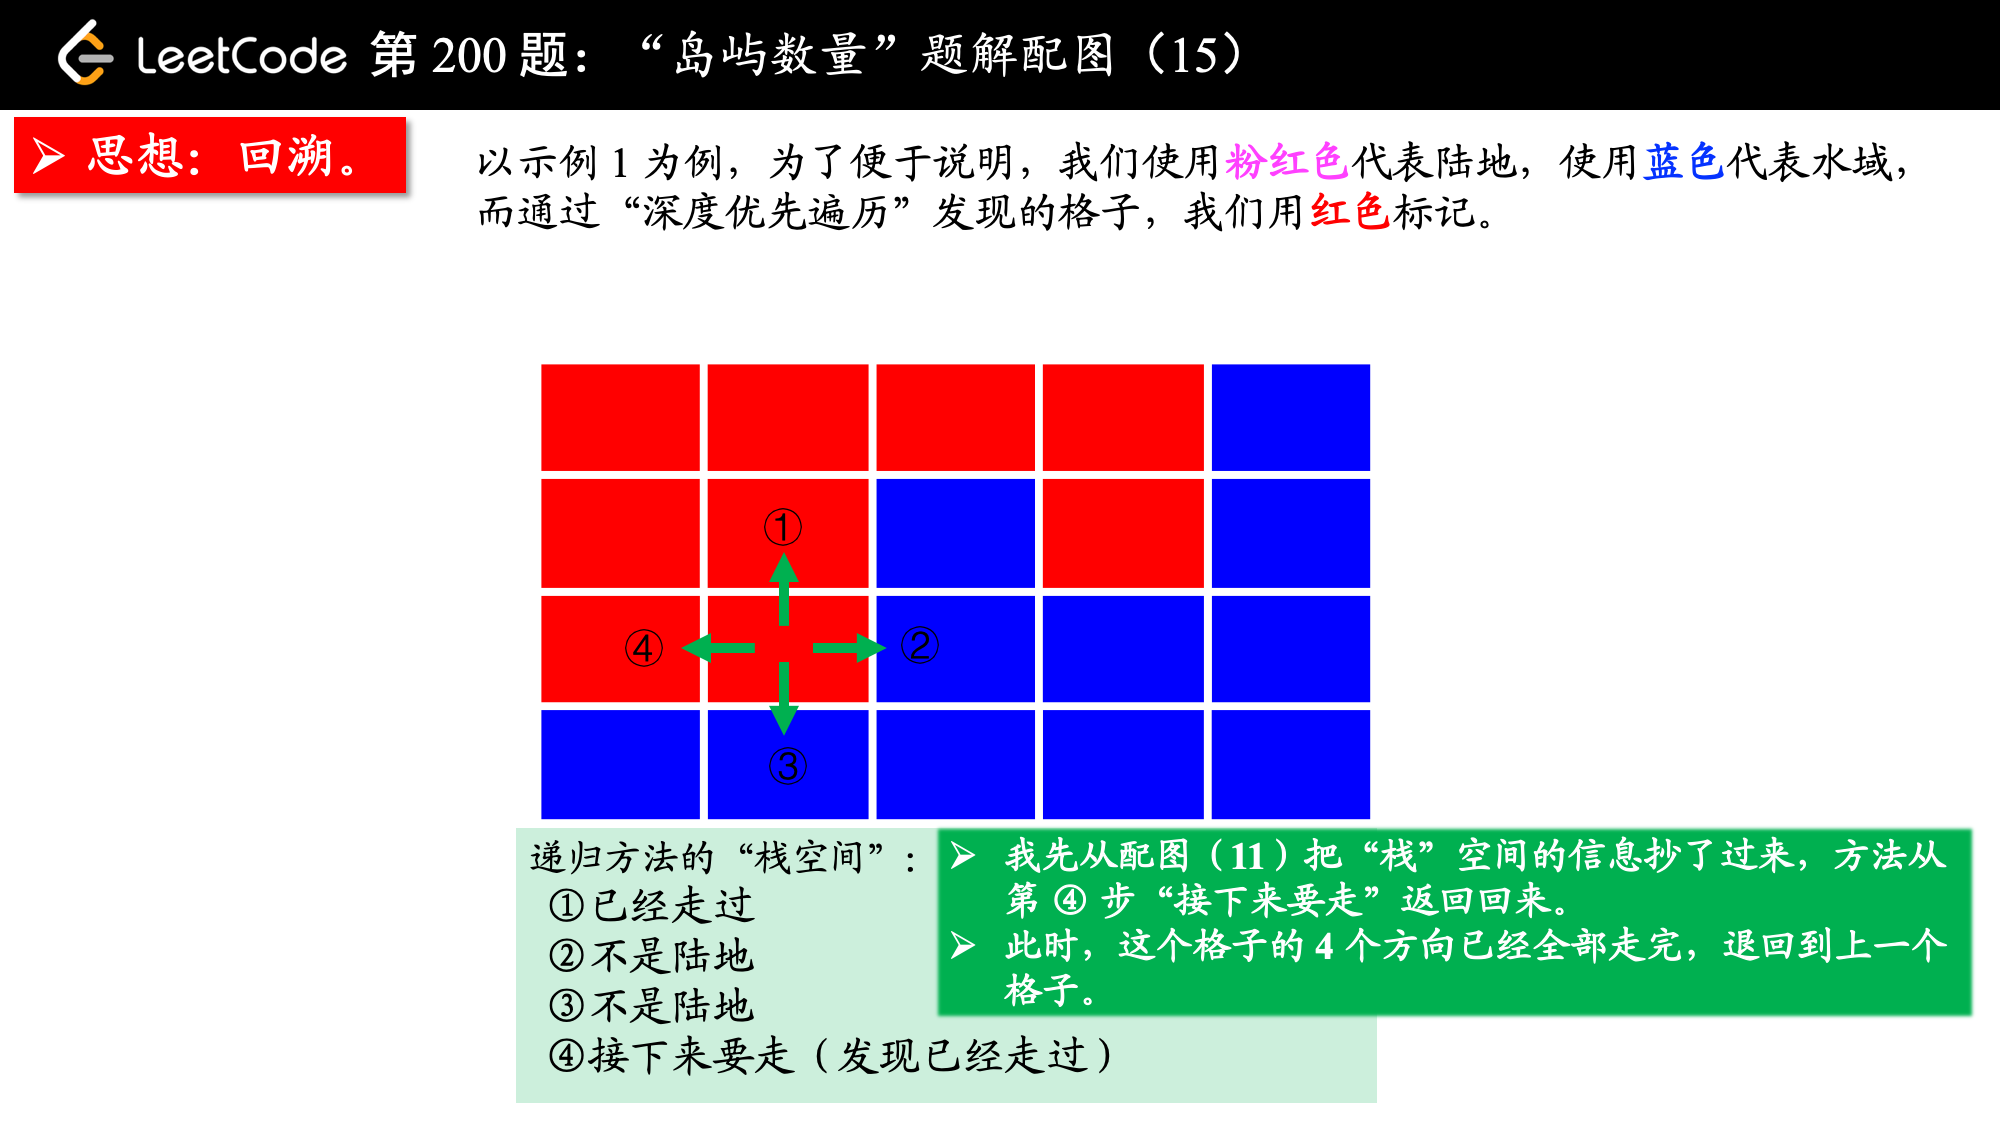 LeetCode 第 200 题：“岛屿数量”题解配图（15）
➢ 思想：回溯。
以示例 1 为例，为了便于说明，我们使用粉红色代表陆地，使用蓝色代表水域，
而通过“深度优先遍历”发现的格子，我们用红色标记。
①
④
②
③
递归方法的“栈空间”：
①已经走过
②不是陆地
③不是陆地
④接下来要走（发现已经走过）
➢ 我先从配图（11）把“栈”空间的信息抄了过来，方法从
第 ④ 步“接下来要走”返回回来。
➢ 此时，这个格子的 4 个方向已经全部走完，退回到上一个
格子。